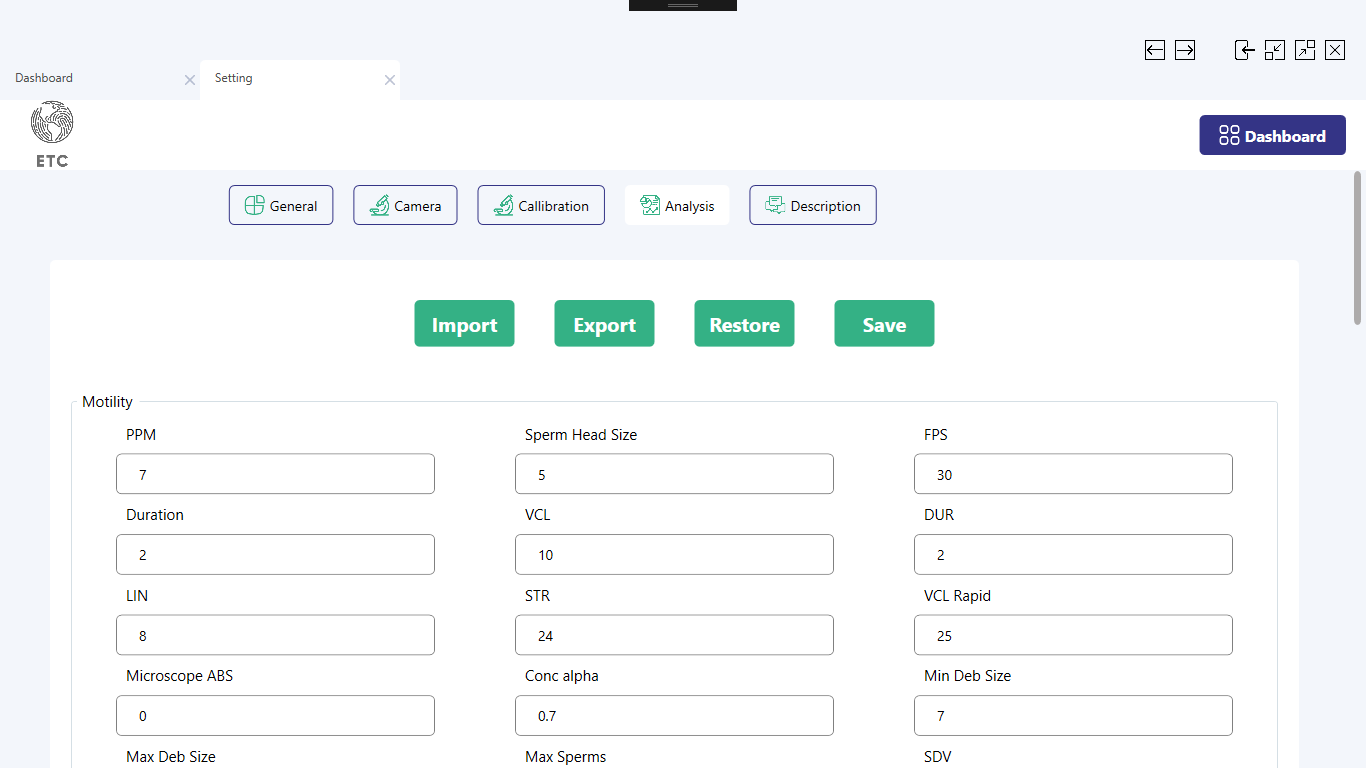 Dashboard
Setting
ETC
Dashboard
General
Camera
Callibration
Analysis
Description
Import
Export
Restore
Save
Motility
PPM
Sperm Head Size
FPS
7
5
30
Duration
VCL
DUR
2
10
2
LIN
STR
VCL Rapid
8
24
25
Microscope ABS
Conc alpha
Min Deb Size
0
0.7
7
Max Deb Size
Max Sperms
SDV